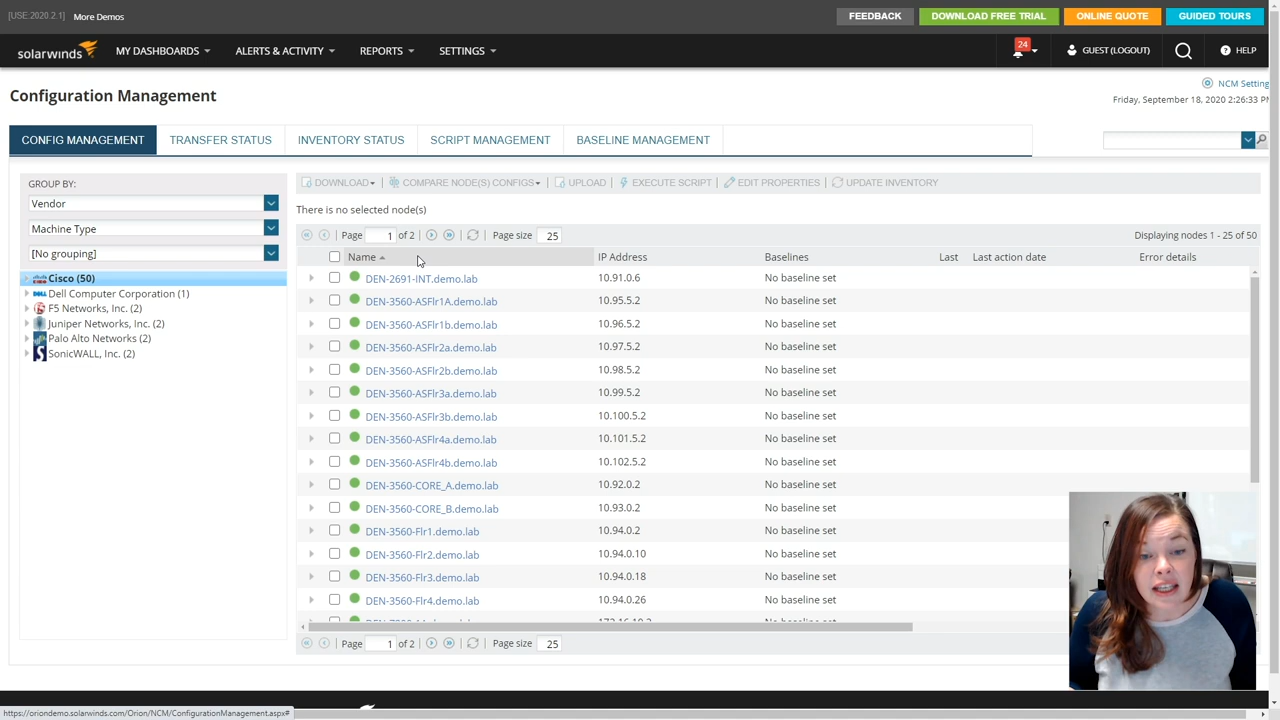 [USE:2020.2.1] More Demos FEEDBACK DOWNLOAD FREE TRIAL ONLINE QUOTE GUIDED TOURS
solarwinds MY DASHBOARDS ALERTS & ACTIVITY REPORTS SETTINGS 24 GUEST (LOGOUT) HELP
NCM Setting
Configuration Management
Friday, September 18, 2020 2:26:33 PM
CONFIG MANAGEMENT TRANSFER STATUS INVENTORY STATUS SCRIPT MANAGEMENT BASELINE MANAGEMENT
GROUP BY:
Vendor
Machine Type
[No grouping]
Cisco (50)
Dell Computer Corporation (1)
F5 Networks, Inc. (2)
Juniper Networks, Inc. (2)
Palo Alto Networks (2)
SonicWALL, Inc. (2)
DOWNLOAD COMPARE NODE(S) CONFIGS UPLOAD EXECUTE SCRIPT EDIT PROPERTIES UPDATE INVENTORY
There is no selected node(s)
Page 1 of 2 Page size 25 Displaying nodes 1 - 25 of 50
Name IP Address Baselines Last Last action date Error details
DEN-2691-INT.demo.lab 10.91.0.6 No baseline set
DEN-3560-ASFlr1A.demo.lab 10.95.5.2 No baseline set
DEN-3560-ASFlr1b.demo.lab 10.96.5.2 No baseline set
DEN-3560-ASFlr2a.demo.lab 10.97.5.2 No baseline set
DEN-3560-ASFlr2b.demo.lab 10.98.5.2 No baseline set
DEN-3560-ASFlr3a.demo.lab 10.99.5.2 No baseline set
DEN-3560-ASFlr3b.demo.lab 10.100.5.2 No baseline set
DEN-3560-ASFlr4a.demo.lab 10.101.5.2 No baseline set
DEN-3560-ASFlr4b.demo.lab 10.102.5.2 No baseline set
DEN-3560-CORE_A.demo.lab 10.92.0.2 No baseline set
DEN-3560-CORE_B.demo.lab 10.93.0.2 No baseline set
DEN-3560-Flr1.demo.lab 10.94.0.2 No baseline set
DEN-3560-Flr2.demo.lab 10.94.0.10 No baseline set
DEN-3560-Flr3.demo.lab 10.94.0.18 No baseline set
DEN-3560-Flr4.demo.lab 10.94.0.26 No baseline set
Page 1 of 2 Page size 25
https://oriondemo.solarwinds.com/Orion/NCM/ConfigurationManagement.aspx#